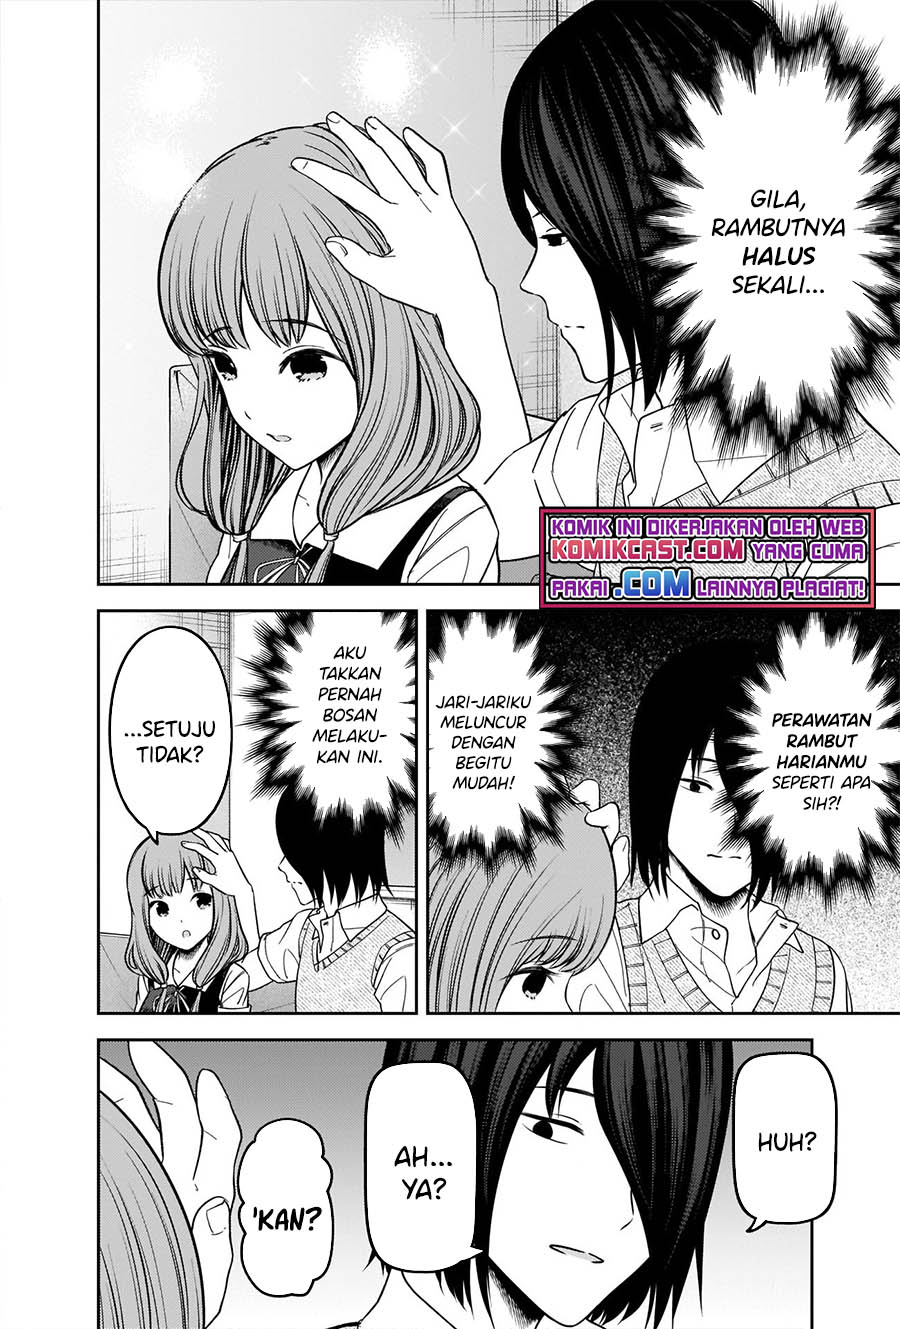 GILA,
RAMBUTNYA
HALUS
SEKALI...
KOMIK INI DIKERJAKAN OLEH WEB
KOMIKCAST.COM YANG CUMA
PAKAI .COM LAINNYA PLAGIAT!
PERAWATAN
RAMBUT
HARIANMU
SEPERTI APA
SIH?!
JARI-JARIKU
MELUNCUR
DENGAN
BEGITU
MUDAH!
AKU
TAKKAN
PERNAH
BOSAN
MELAKU-
KAN INI.
...SETUJU
TIDAK?
HUH?
AH...
YA?
'KAN?